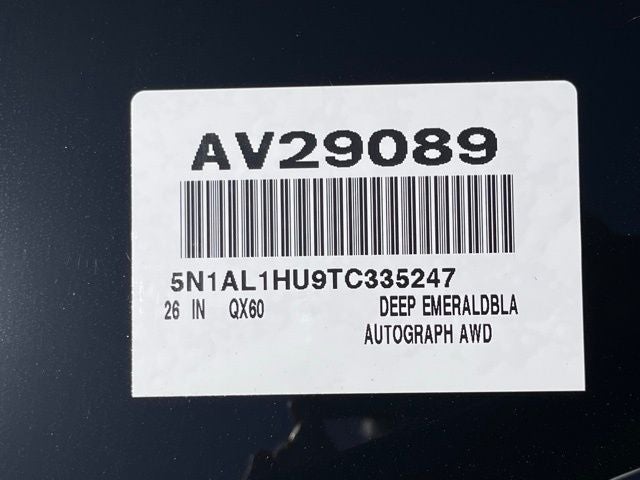 AV29089
5N1AL1HU9TC335247
26 IN QX60 DEEP EMERALDBLA
AUTOGRAPH AWD